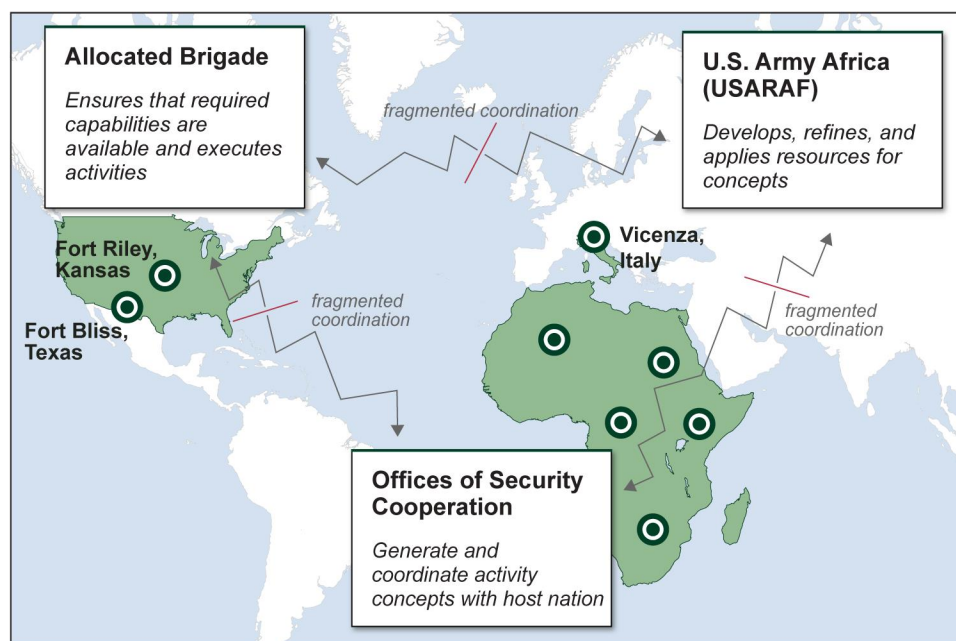 Allocated Brigade
Ensures that required
capabilities are
available and executes
activities
fragmented coordination
U.S. Army Africa
(USARAF)
Develops, refines, and
applies resources for
concepts
Fort Riley,
Kansas
Fort Bliss,
Texas
fragmented
coordination
Vicenza,
Italy
fragmented
coordination
Offices of Security
Cooperation
Generate and
coordinate activity
concepts with host nation